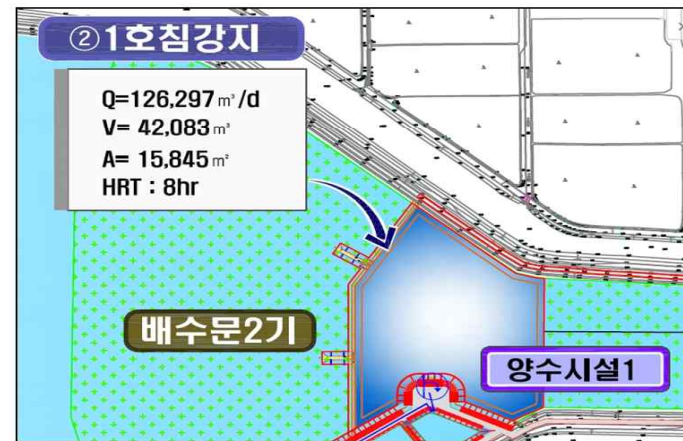 ②1호침강지
Q=126,297㎥/d
V= 42,083㎥
A= 15,845㎡
HRT : 8hr
배수문2기
양수시설1